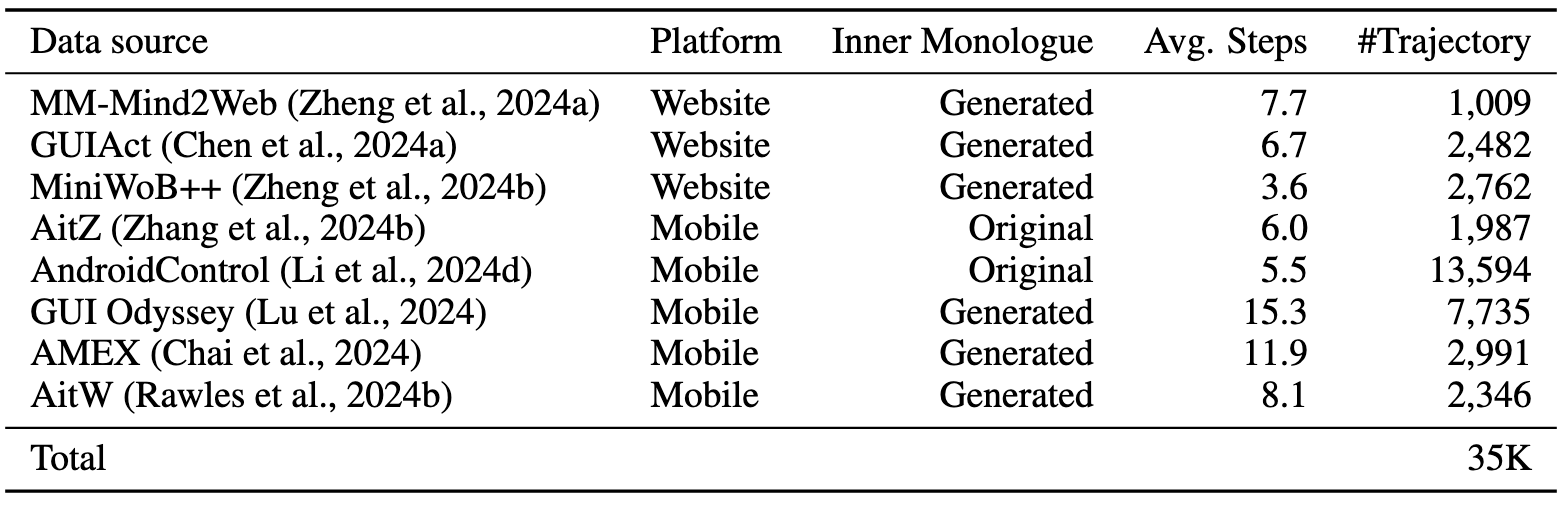 Data source Platform Inner Monologue Avg. Steps #Trajectory
MM-Mind2Web (Zheng et al., 2024a) Website Generated 7.7 1,009
GUIAct (Chen et al., 2024a) Website Generated 6.7 2,482
MiniWoB++ (Zheng et al., 2024b) Website Generated 3.6 2,762
AitZ (Zhang et al., 2024b) Mobile Original 6.0 1,987
AndroidControl (Li et al., 2024d) Mobile Original 5.5 13,594
GUI Odyssey (Lu et al., 2024) Mobile Generated 15.3 7,735
AMEX (Chai et al., 2024) Mobile Generated 11.9 2,991
AitW (Rawles et al., 2024b) Mobile Generated 8.1 2,346
Total 35K